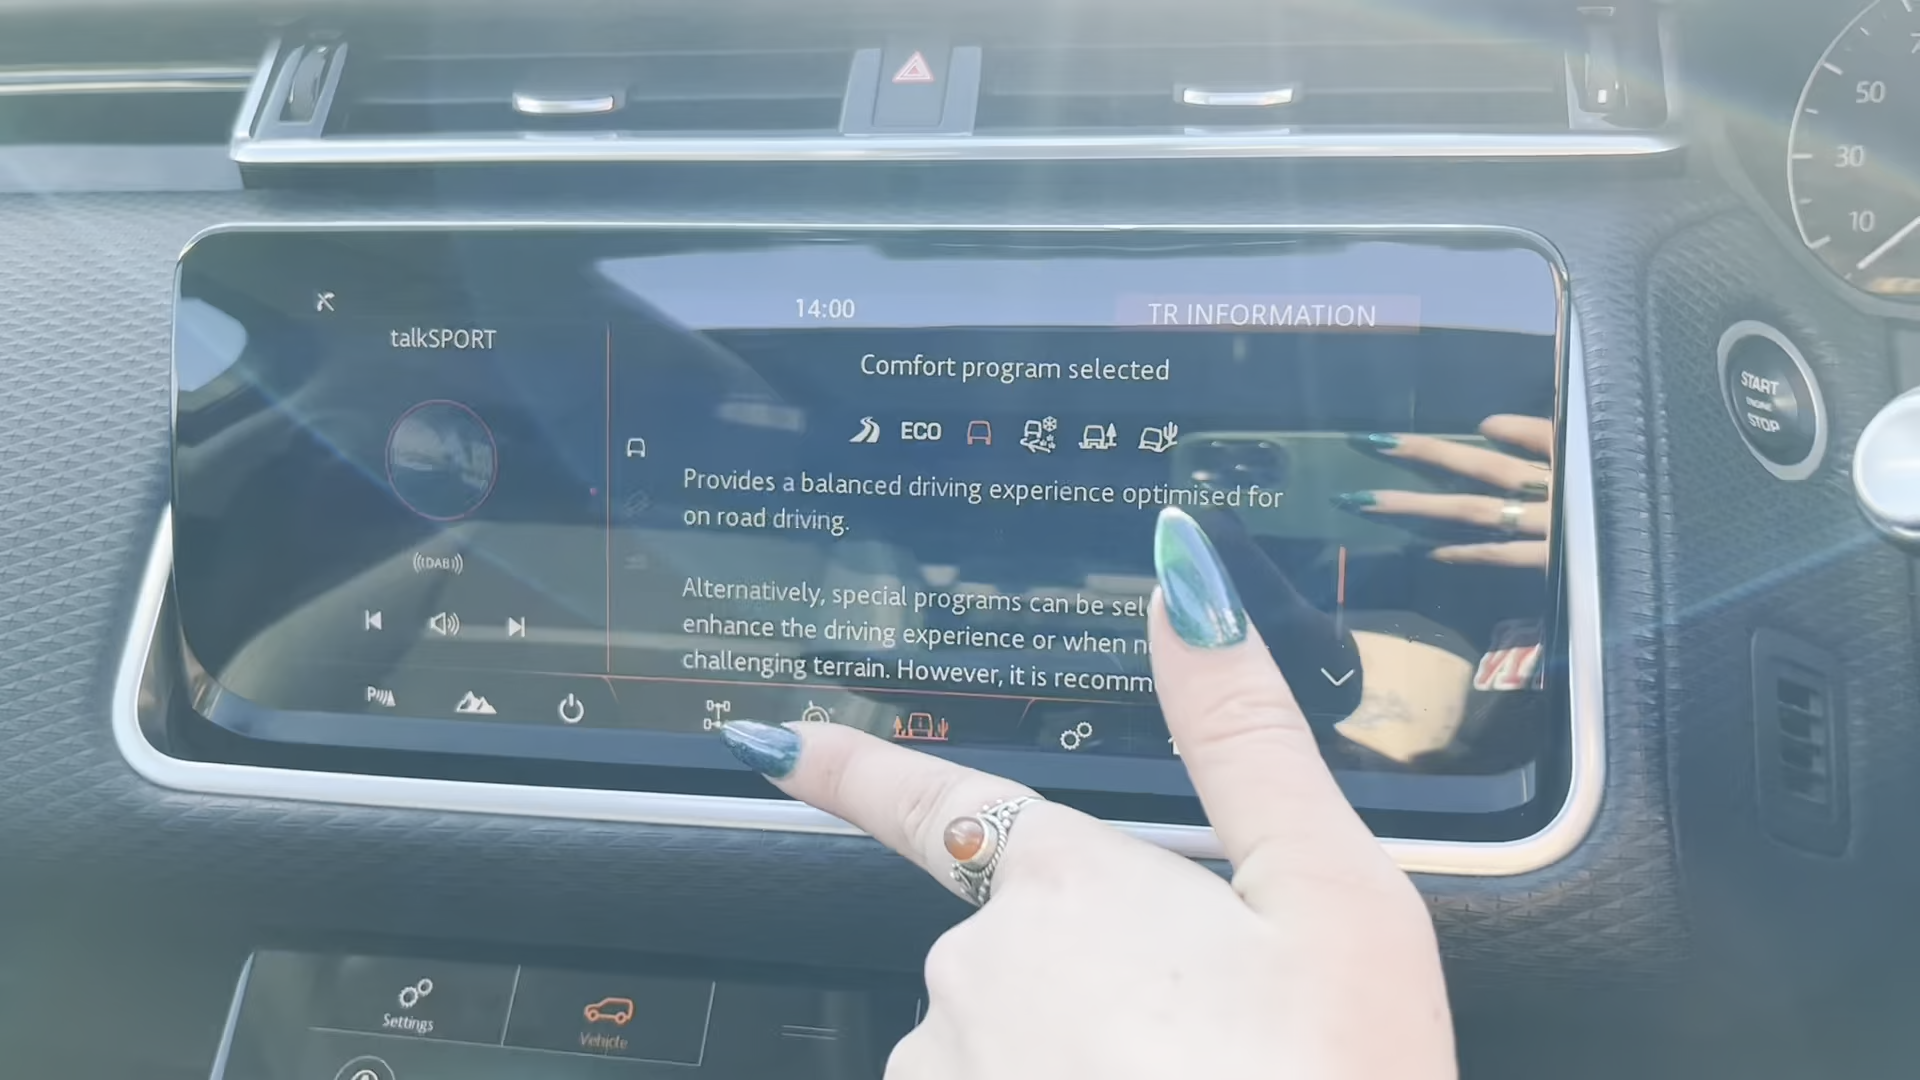 50
30
10
14:00
TR INFORMATION
talkSPORT
Comfort program selected
ECO
Provides a balanced driving experience optimised for
on road driving.
(((DAB)))
Alternatively, special programs can be sel
enhance the driving experience or when n
challenging terrain. However, it is recomm
START
ENGINE
STOP
Settings
Vehicle